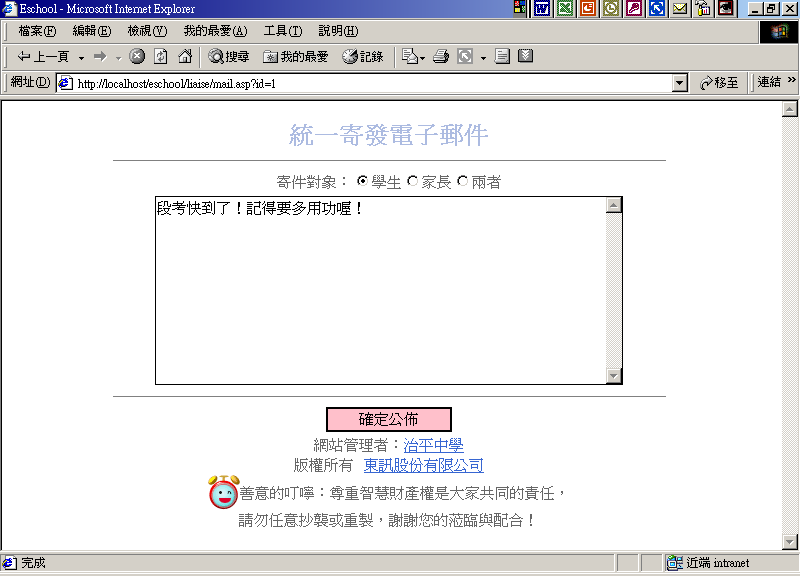 Eschool - Microsoft Internet Explorer
檔案(F) 編輯(E) 檢視(V) 我的最愛(A) 工具(T) 說明(H)
上一頁 搜尋 我的最愛 記錄
網址(D) http://localhost/eschool/liaise/mail.asp?id=1 移至 連結 »
統一寄發電子郵件
寄件對象： 學生 家長 兩者
段考快到了！記得要多用功喔！
確定公佈
網站管理者：治平中學
版權所有 東訊股份有限公司
善意的叮嚀：尊重智慧財產權是大家共同的責任，
請勿任意抄襲或重製，謝謝您的蒞臨與配合！
完成 近端 intranet